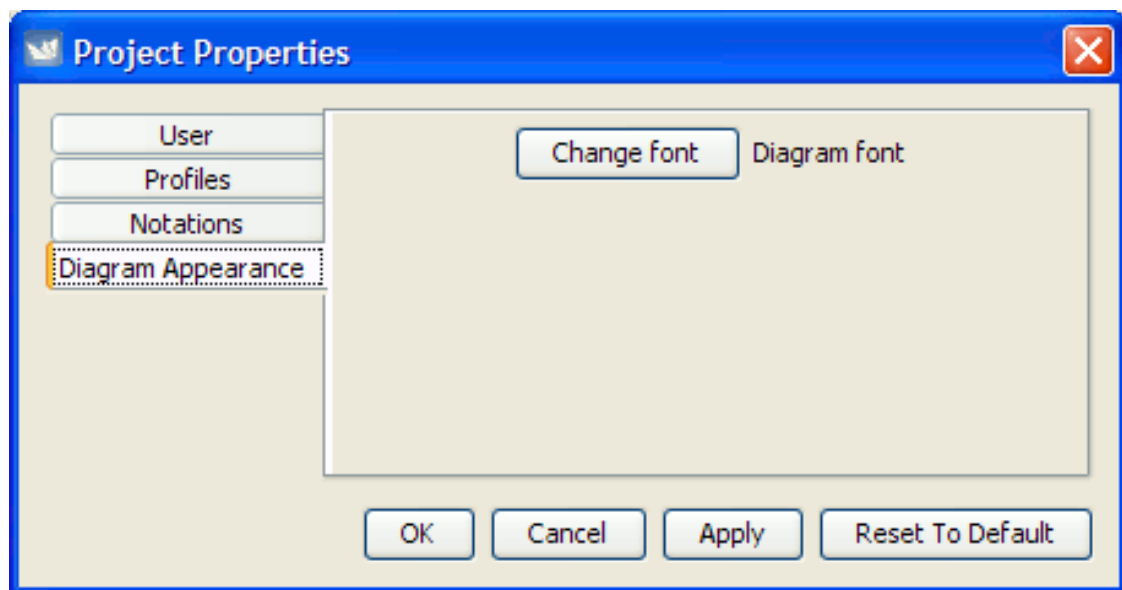 Project Properties
User
Profiles
Notations
Diagram Appearance
Change font Diagram font
OK Cancel Apply Reset To Default